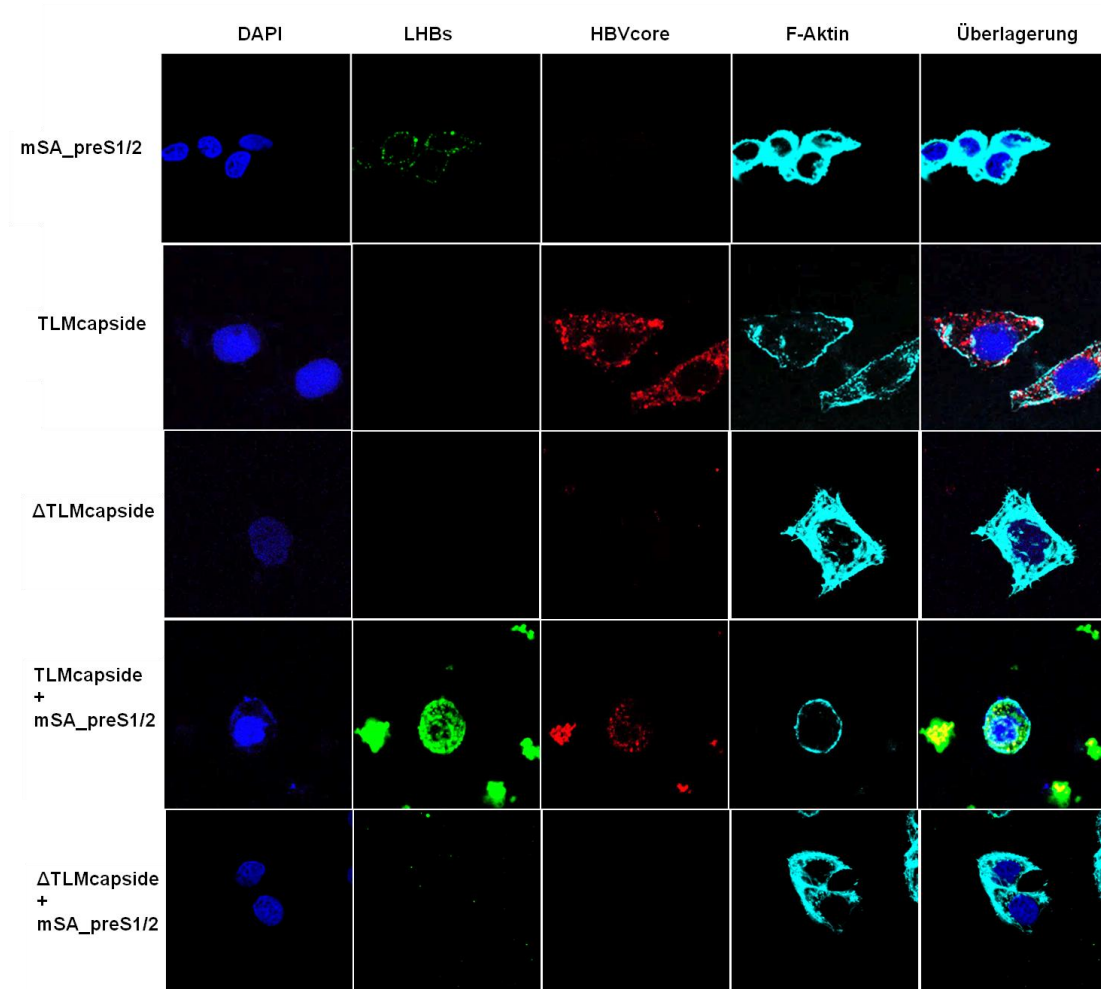 DAPI LHBs HBVcore F-Aktin Überlagerung
mSA_preS1/2
TLMcapside
ΔTLMcapside
TLMcapside
+
mSA_preS1/2
ΔTLMcapside
+
mSA_preS1/2